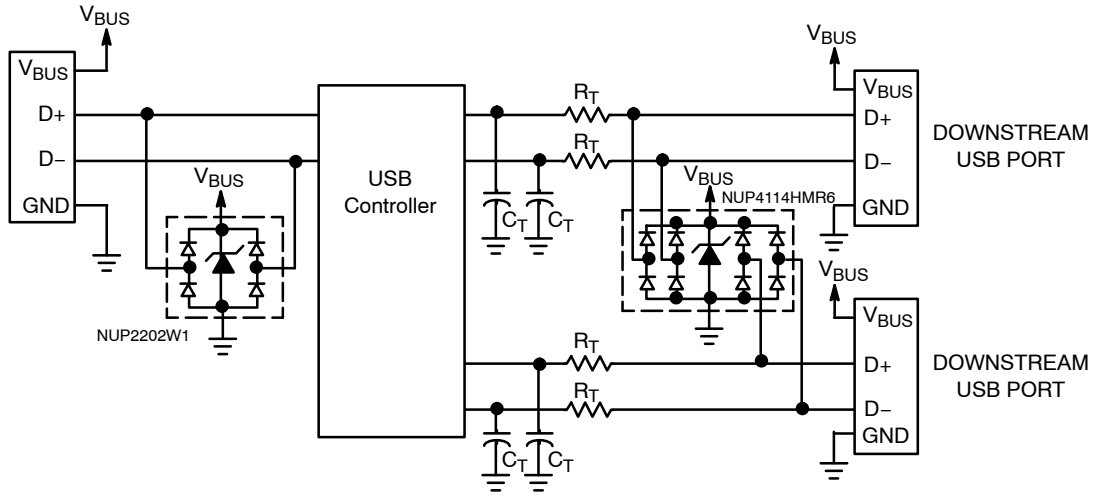 VBUS
VBUS
D+
D−
GND
VBUS
NUP2202W1
USB
Controller
RT
RT
CT
CT
VBUS
NUP4114HMR6
VBUS
VBUS
D+
D−
GND
DOWNSTREAM
USB PORT
RT
RT
CT
CT
VBUS
VBUS
D+
D−
GND
DOWNSTREAM
USB PORT